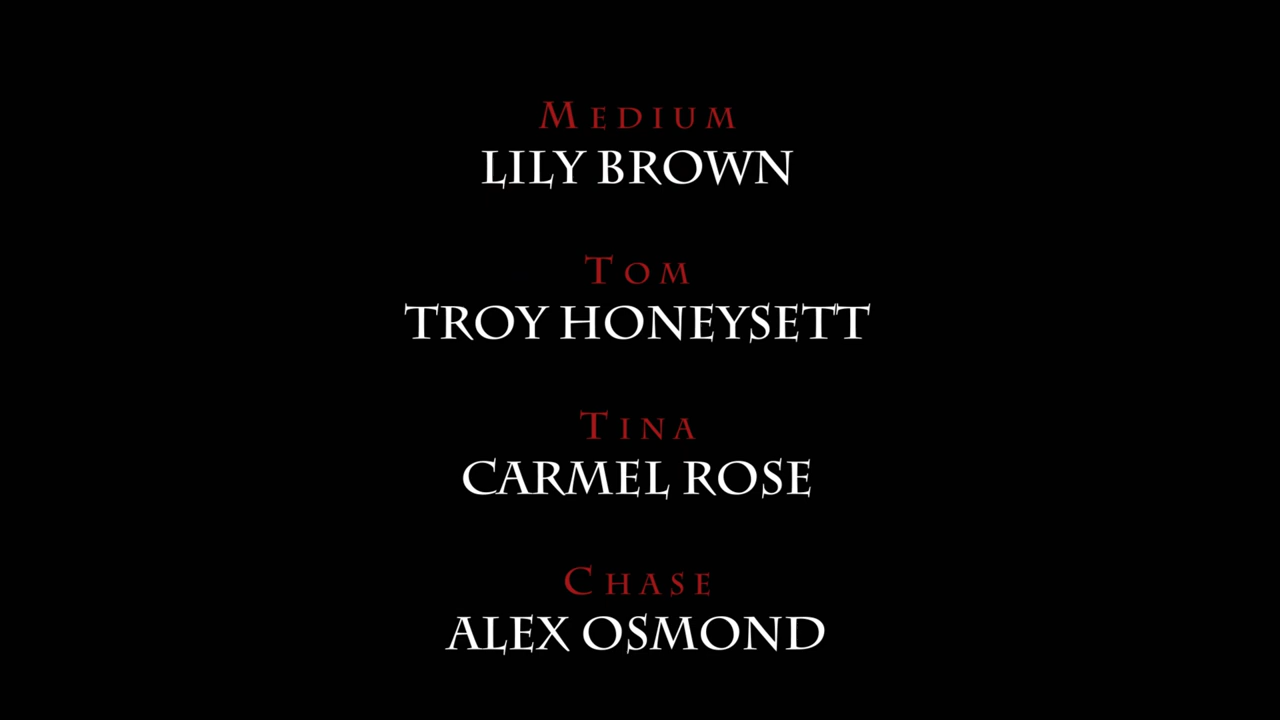 Medium
LILY BROWN
Tom
TROY HONEYSETT
Tina
CARMEL ROSE
Chase
ALEX OSMOND